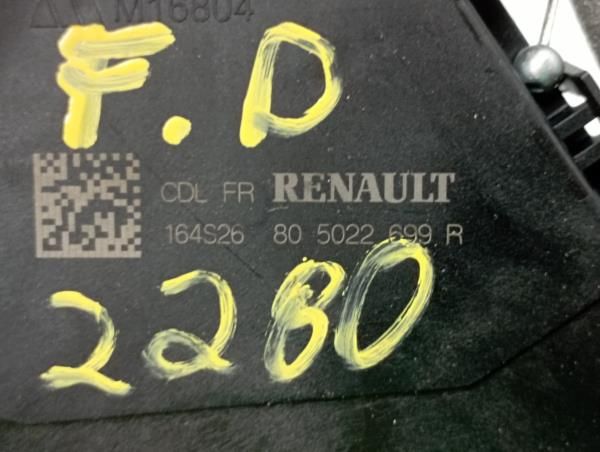 M16804
F.D
CDL FR RENAULT
164S26 80 5022 699 R
2280